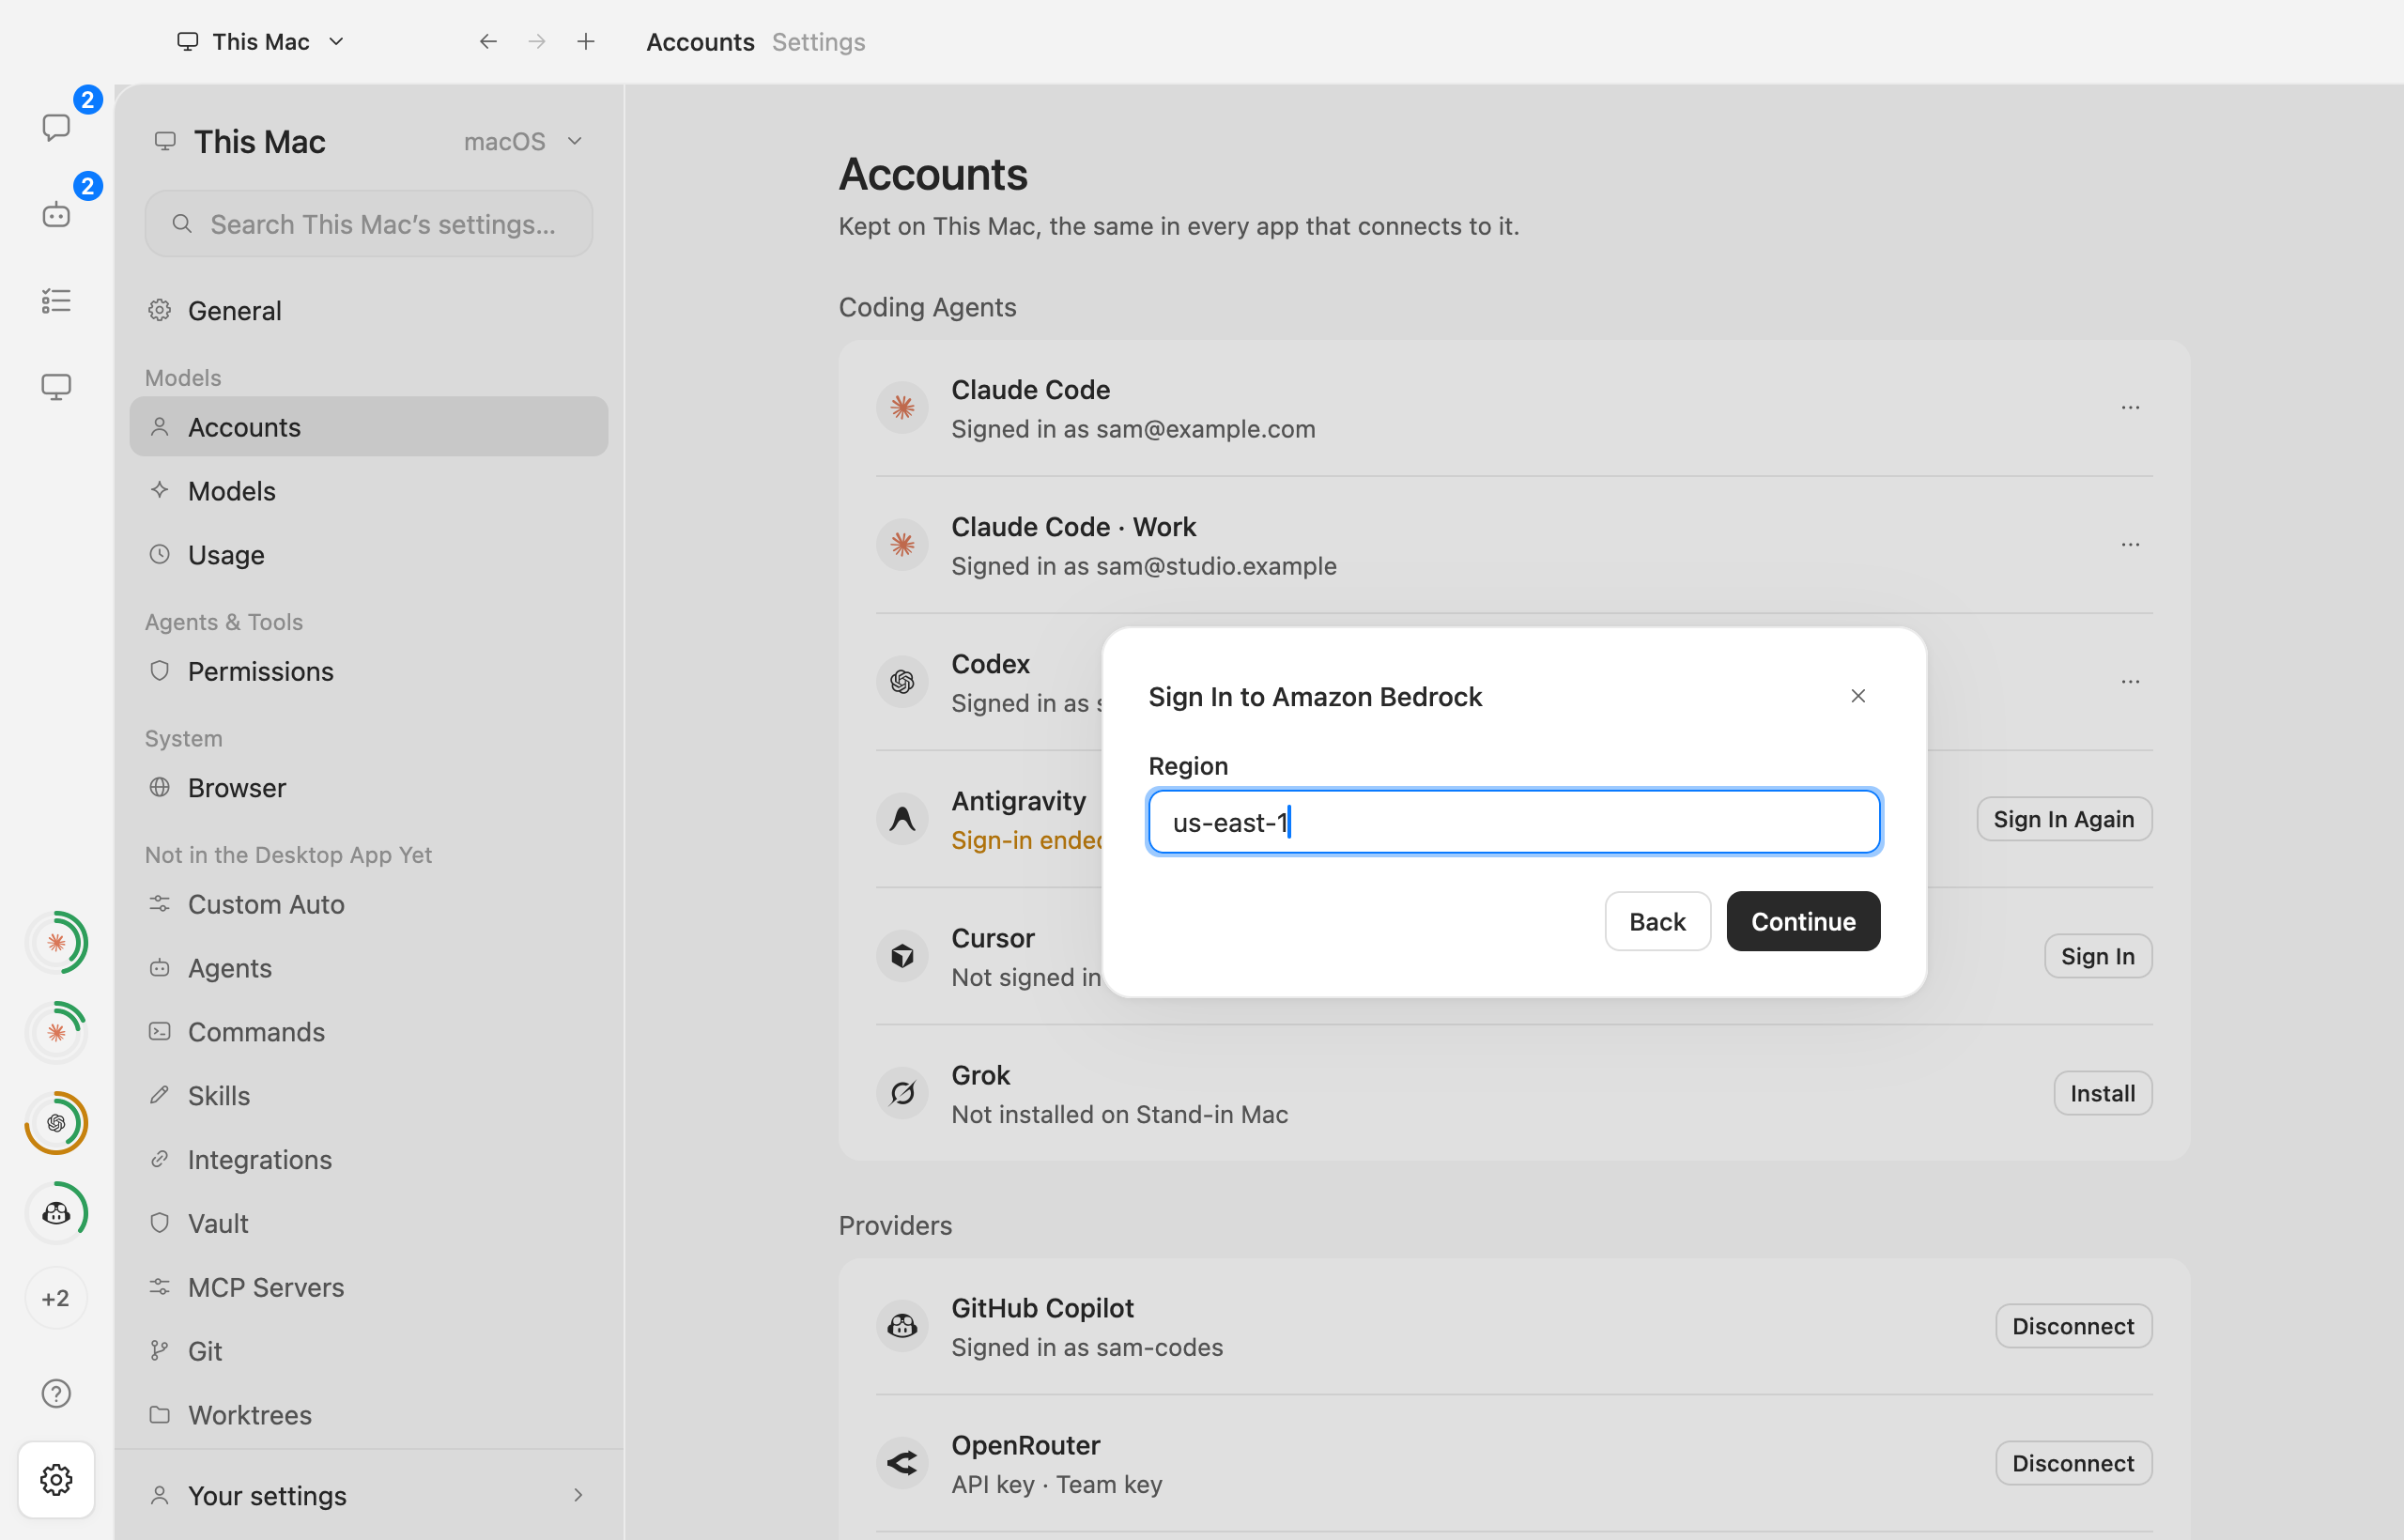 This Mac
Accounts Settings
2
2
This Mac
macOS
Search This Mac's settings...
General
Models
Accounts
Models
Usage
Agents & Tools
Permissions
System
Browser
Not in the Desktop App Yet
Custom Auto
Agents
Commands
Skills
Integrations
Vault
MCP Servers
Git
Worktrees
Your settings
+2
Accounts
Kept on This Mac, the same in every app that connects to it.
Coding Agents
Claude Code
Signed in as sam@example.com
Claude Code · Work
Signed in as sam@studio.example
Codex
Signed in as
Antigravity
Sign-in ended
Sign In Again
Cursor
Not signed in
Sign In
Grok
Not installed on Stand-in Mac
Install
Sign In to Amazon Bedrock
Region
us-east-1
Back
Continue
Providers
GitHub Copilot
Signed in as sam-codes
Disconnect
OpenRouter
API key · Team key
Disconnect